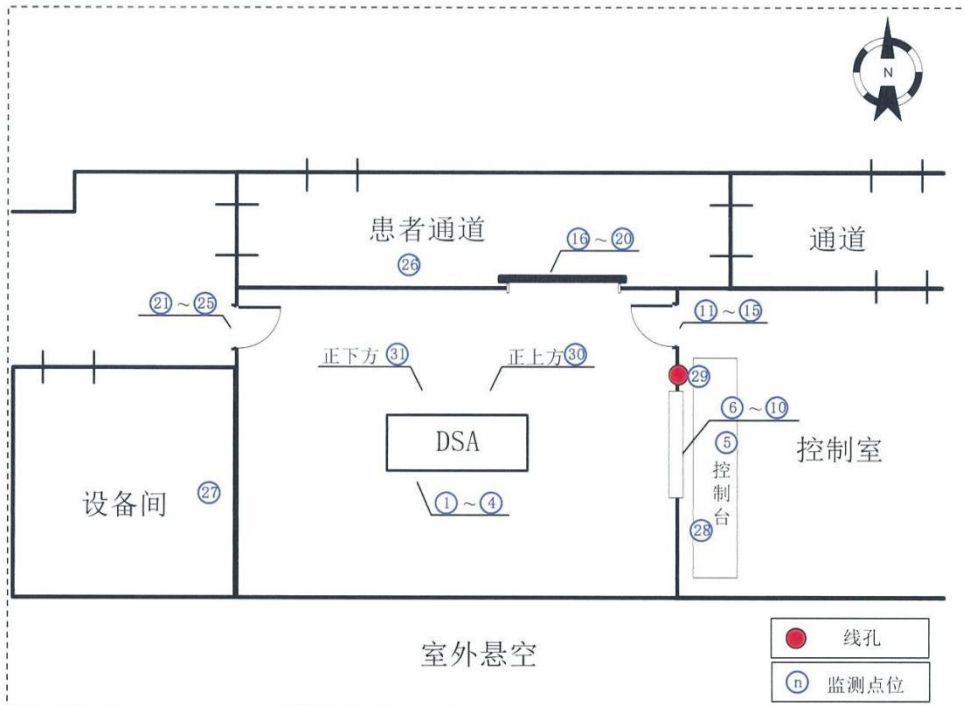 N
患者通道
⑯～⑳
通道
㉖
㉑～㉕
⑪～⑮
正下方㉛
正上方㉚
㉙
⑥～⑩
DSA
⑤
控制室
设备间
㉗
控制台
①～④
㉘
室外悬空
线孔
n 监测点位